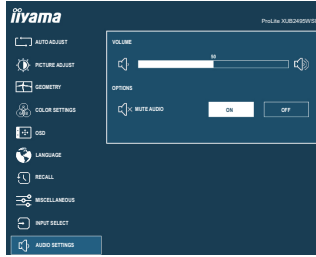 iiyama
ProLite XUB2495WSU
AUTO ADJUST
PICTURE ADJUST
GEOMETRY
COLOR SETTINGS
OSD
LANGUAGE
RECALL
MISCELLANEOUS
INPUT SELECT
AUDIO SETTINGS
VOLUME
50
OPTIONS
MUTE AUDIO
ON
OFF